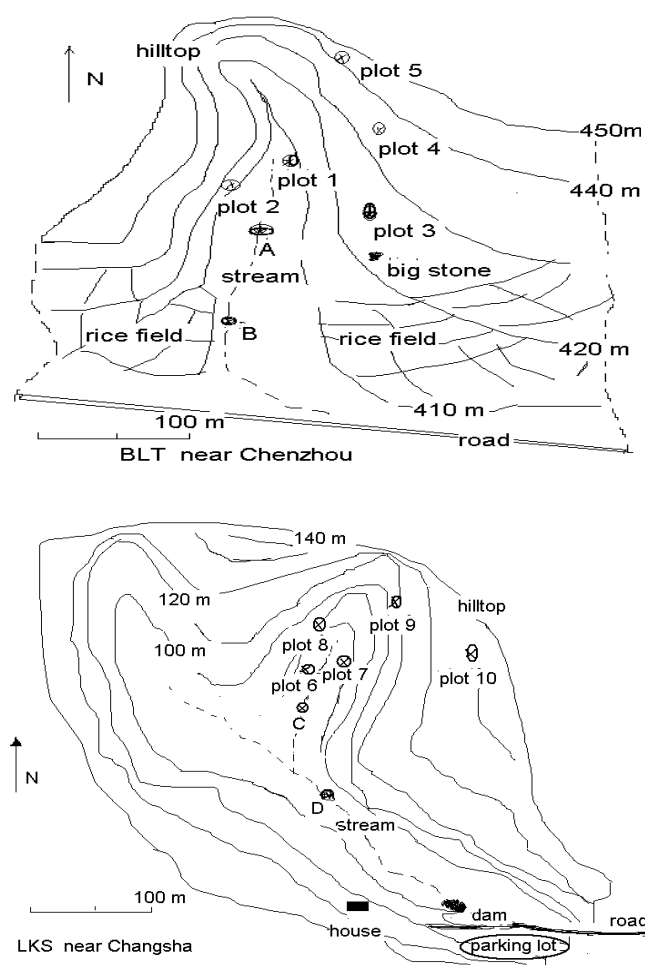 hilltop
plot 5
N
450m
plot 4
plot 1
440 m
plot 2
plot 3
A
stream
big stone
B
rice field
rice field
420 m
410 m
100 m
road
BLT near Chenzhou
140 m
120 m
hilltop
plot 9
100 m
plot 8
plot 7
plot 10
plot 6
C
N
D
stream
100 m
dam
house
road
LKS near Changsha
parking lot